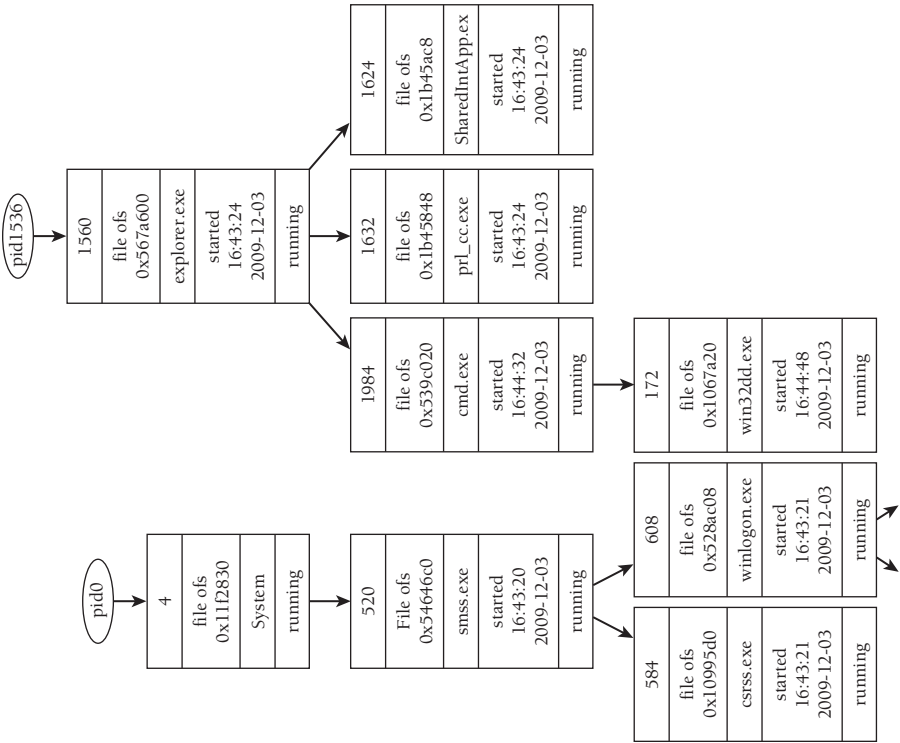 pid0
4
file ofs
0x11f2830
System
running
520
File ofs
0x54646c0
smss.exe
started
16:43:20
2009-12-03
running
584
file ofs
0x10995d0
csrss.exe
started
16:43:21
2009-12-03
running
608
file ofs
0x528ac08
winlogon.exe
started
16:43:21
2009-12-03
running
pid1536
1560
file ofs
0x567a600
explorer.exe
started
16:43:24
2009-12-03
running
1984
file ofs
0x539c020
cmd.exe
started
16:44:32
2009-12-03
running
172
file ofs
0x1067a20
win32dd.exe
started
16:44:48
2009-12-03
running
1632
file ofs
0x1b45848
prl_cc.exe
started
16:43:24
2009-12-03
running
1624
file ofs
0x1b45ac8
SharedIntApp.ex
started
16:43:24
2009-12-03
running